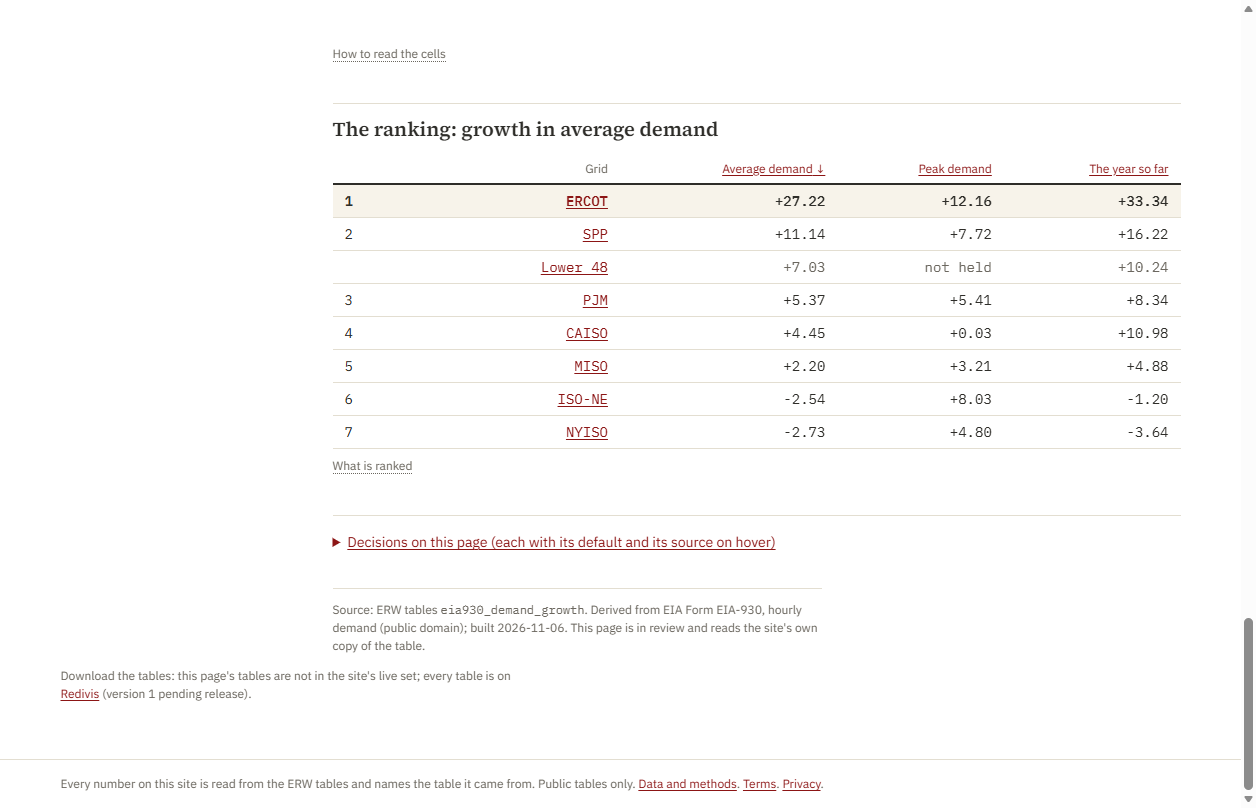 How to read the cells
The ranking: growth in average demand
Grid Average demand ↓ Peak demand The year so far
1 ERCOT +27.22 +12.16 +33.34
2 SPP +11.14 +7.72 +16.22
Lower 48 +7.03 not held +10.24
3 PJM +5.37 +5.41 +8.34
4 CAISO +4.45 +0.03 +10.98
5 MISO +2.20 +3.21 +4.88
6 ISO-NE -2.54 +8.03 -1.20
7 NYISO -2.73 +4.80 -3.64
What is ranked
▶ Decisions on this page (each with its default and its source on hover)
Source: ERW tables eia930_demand_growth. Derived from EIA Form EIA-930, hourly
demand (public domain); built 2026-11-06. This page is in review and reads the site's own
copy of the table.
Download the tables: this page's tables are not in the site's live set; every table is on
Redivis (version 1 pending release).
Every number on this site is read from the ERW tables and names the table it came from. Public tables only. Data and methods. Terms. Privacy.